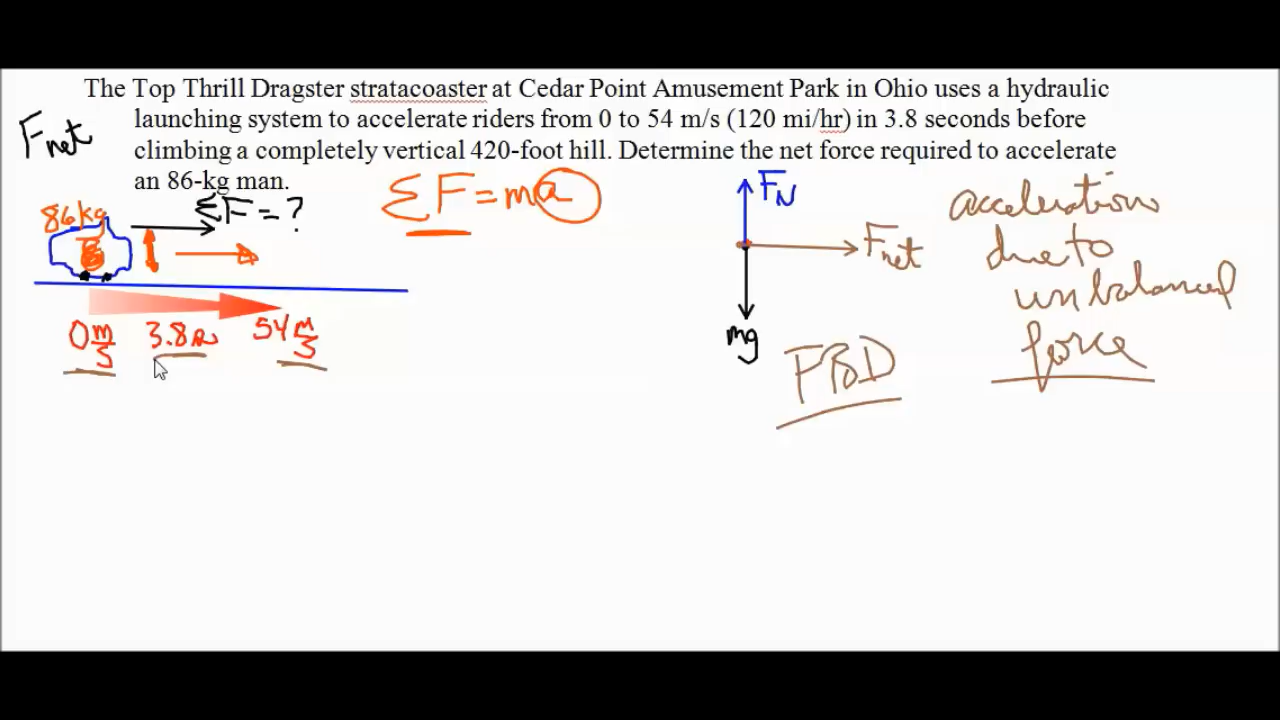 The Top Thrill Dragster stratacoaster at Cedar Point Amusement Park in Ohio uses a hydraulic
launching system to accelerate riders from 0 to 54 m/s (120 mi/hr) in 3.8 seconds before
climbing a completely vertical 420-foot hill. Determine the net force required to accelerate
an 86-kg man.
Fnet
86kg
ΣF = ?
ΣF = ma
0 m/s
3.8 s
54 m/s
FN
Fnet
mg
FBD
acceleration
due to
unbalanced
force